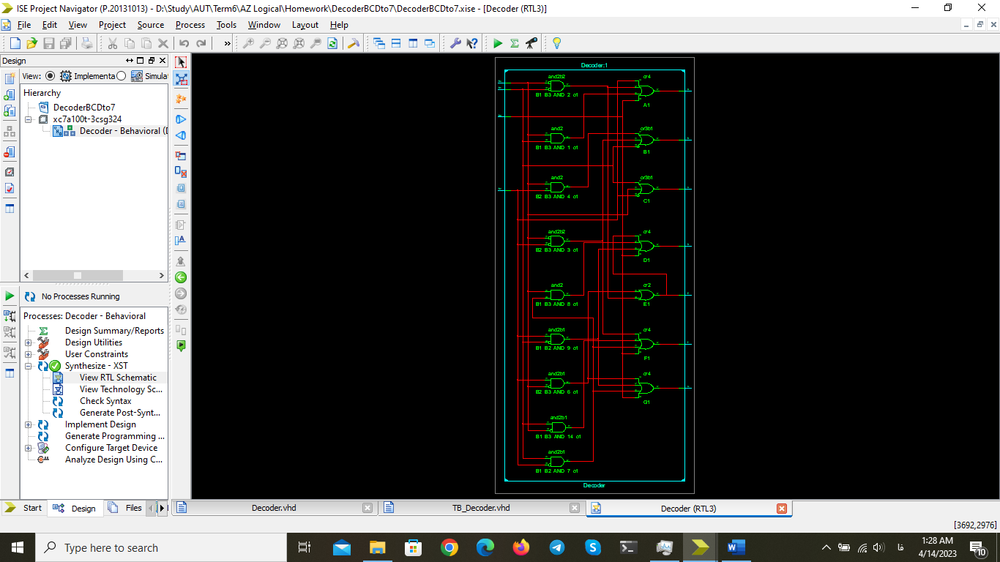 ISE Project Navigator (P.20131013) - D:\Study\AUT\Term6\AZ Logical\Homework\DecoderBCDto7\DecoderBCDto7.xise - [Decoder (RTL3)]
File Edit View Project Source Process Tools Window Layout Help
Design
View: Implementa Simulat
Hierarchy
DecoderBCDto7
xc7a100t-3csg324
Decoder - Behavioral (D
No Processes Running
Processes: Decoder - Behavioral
Design Summary/Reports
Design Utilities
User Constraints
Synthesize - XST
View RTL Schematic
View Technology Sc...
Check Syntax
Generate Post-Synt...
Implement Design
Generate Programming ...
Configure Target Device
Analyze Design Using C...
Start Design Files
Decoder:1
and2b2
B1 B3 AND 2 o1
and2
B1 B3 AND 1 o1
and2
B2 B3 AND 4 o1
and2b2
B2 B3 AND 3 o1
and2
B1 B3 AND 8 o1
and2b1
B1 B2 AND 9 o1
and2b1
B2 B3 AND 6 o1
and2b1
B1 B3 AND 14 o1
and2b1
B1 B2 AND 7 o1
or4
A1
or3b1
B1
or3b1
C1
or4
D1
or2
E1
or4
F1
or4
G1
Decoder
Decoder.vhd TB_Decoder.vhd Decoder (RTL3)
[3692,2976]
Type here to search
فا
1:28 AM
4/14/2023
10